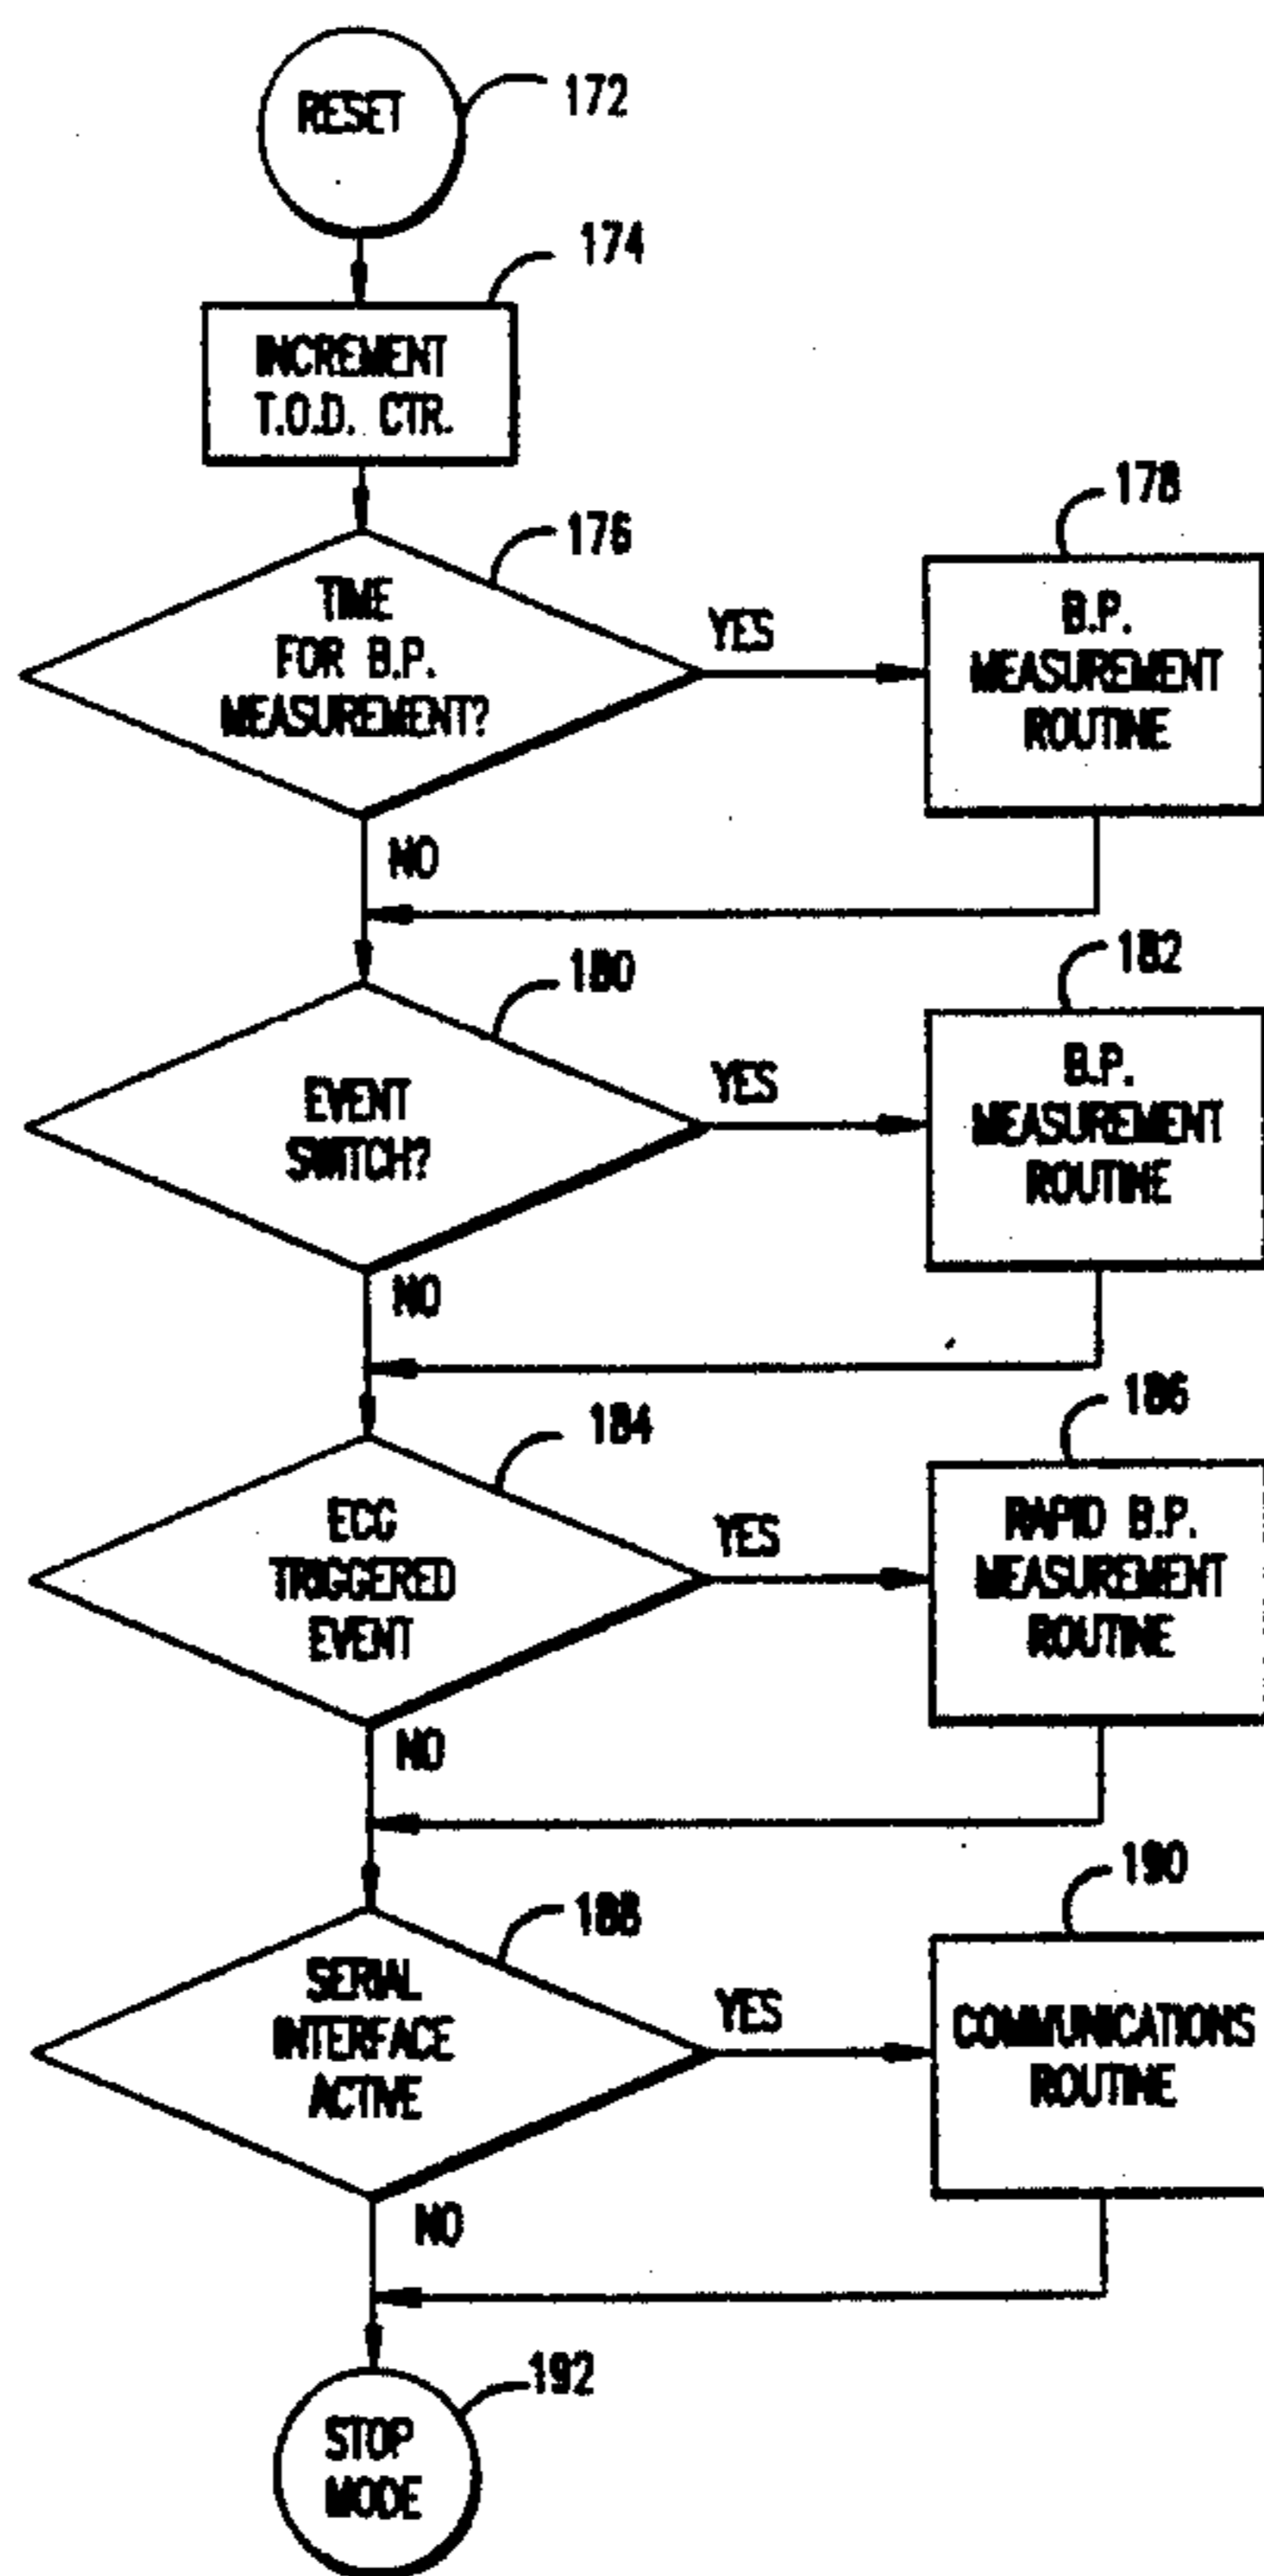 RESET
172
174
INCREMENT
T.O.D. CTR.
176
TIME
FOR B.P.
MEASUREMENT?
YES
178
B.P.
MEASUREMENT
ROUTINE
NO
180
EVENT
SWITCH?
YES
182
B.P.
MEASUREMENT
ROUTINE
NO
184
ECG
TRIGGERED
EVENT
YES
186
RAPID B.P.
MEASUREMENT
ROUTINE
NO
188
SERIAL
INTERFACE
ACTIVE
YES
190
COMMUNICATIONS
ROUTINE
NO
192
STOP
MODE